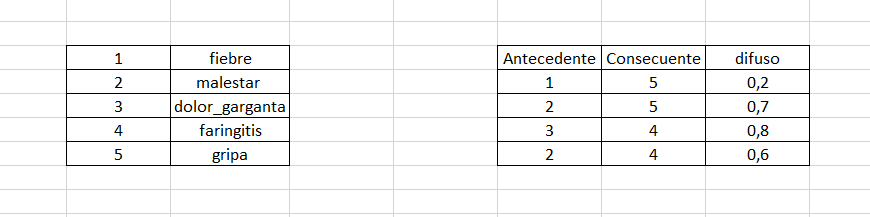 1 fiebre
2 malestar
3 dolor_garganta
4 faringitis
5 gripa
Antecedente Consecuente difuso
1 5 0,2
2 5 0,7
3 4 0,8
2 4 0,6